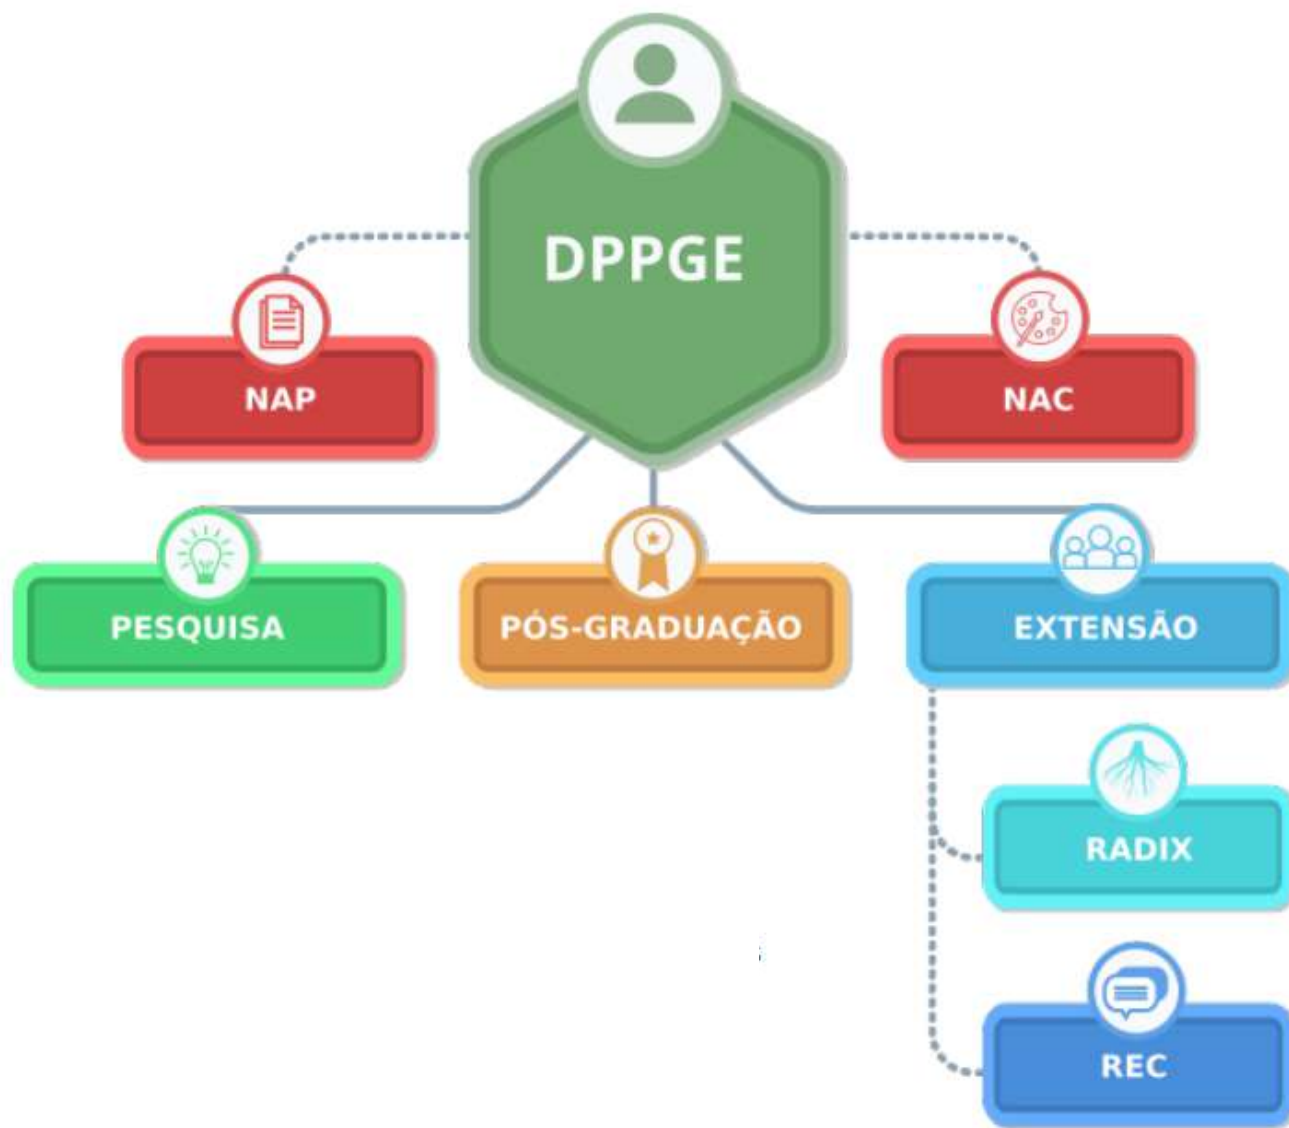 DPPGE
NAP
NAC
PESQUISA
PÓS-GRADUAÇÃO
EXTENSÃO
RADIX
REC